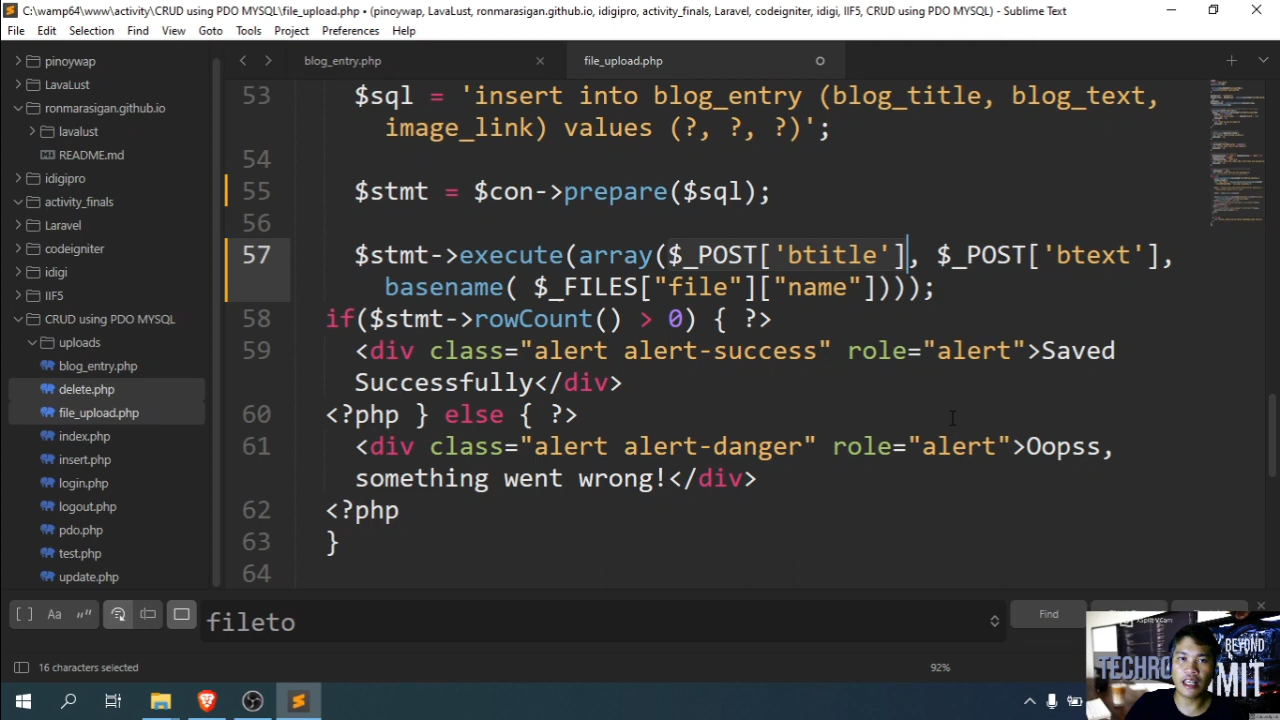 C:\wamp64\www\activity\CRUD using PDO MYSQL\file_upload.php • (pinoywap, LavaLust, ronmarasigan.github.io, idigipro, activity_finals, Laravel, codeigniter, idigi, IIF5, CRUD using PDO MYSQL) - Sublime Text
File Edit Selection Find View Goto Tools Project Preferences Help
pinoywap
LavaLust
ronmarasigan.github.io
lavalust
README.md
idigipro
activity_finals
Laravel
codeigniter
idigi
IIF5
CRUD using PDO MYSQL
uploads
blog_entry.php
delete.php
file_upload.php
index.php
insert.php
login.php
logout.php
pdo.php
test.php
update.php
blog_entry.php
file_upload.php
53 $sql = 'insert into blog_entry (blog_title, blog_text,
image_link) values (?, ?, ?)';
54
55 $stmt = $con->prepare($sql);
56
57 $stmt->execute(array($_POST['btitle'], $_POST['btext'],
basename( $_FILES["file"]["name"])));
58 if($stmt->rowCount() > 0) { ?>
59 <div class="alert alert-success" role="alert">Saved
Successfully</div>
60 <?php } else { ?>
61 <div class="alert alert-danger" role="alert">Oopss,
something went wrong!</div>
62 <?php
63 }
64
[ ] Aa “”
fileto
Find
16 characters selected
92%
Xsplit VCam
TECHRO
BEYOND
MIT